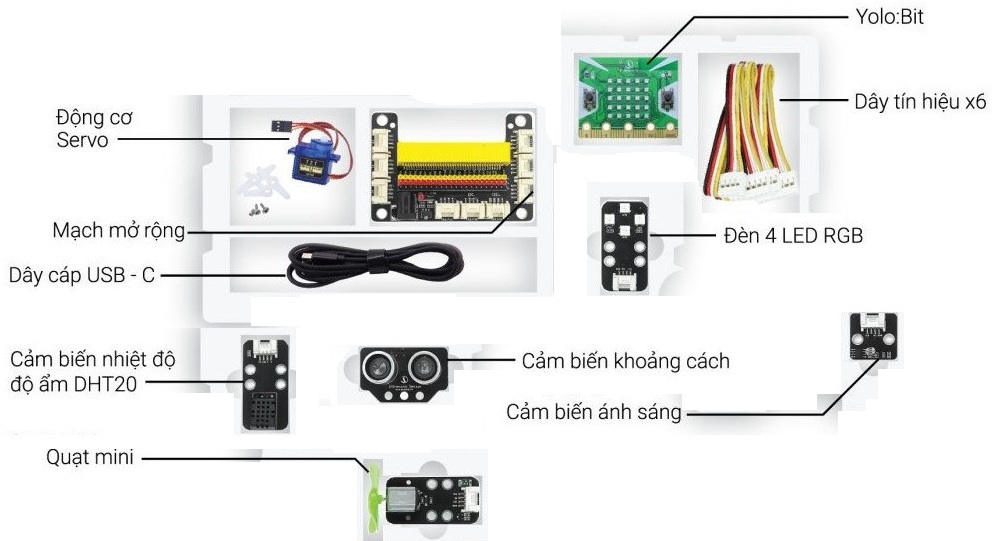 Yolo:Bit
Động cơ
Servo
Dây tín hiệu x6
Mạch mở rộng
Đèn 4 LED RGB
Dây cáp USB - C
Cảm biến nhiệt độ
độ ẩm DHT20
Cảm biến khoảng cách
Cảm biến ánh sáng
Quạt mini